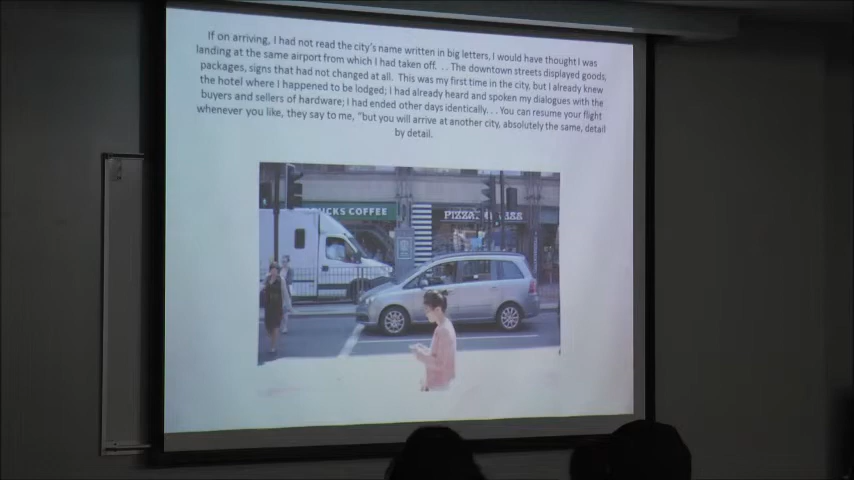 If on arriving, I had not read the city's name written in big letters, I would have thought I was
landing at the same airport from which I had taken off. . . The downtown streets displayed goods,
packages, signs that had not changed at all. This was my first time in the city, but I already knew
the hotel where I happened to be lodged; I had already heard and spoken my dialogues with the
buyers and sellers of hardware; I had ended other days identically. . . You can resume your flight
whenever you like, they say to me, "but you will arrive at another city, absolutely the same, detail
by detail.
UCKS COFFEE
PIZZA